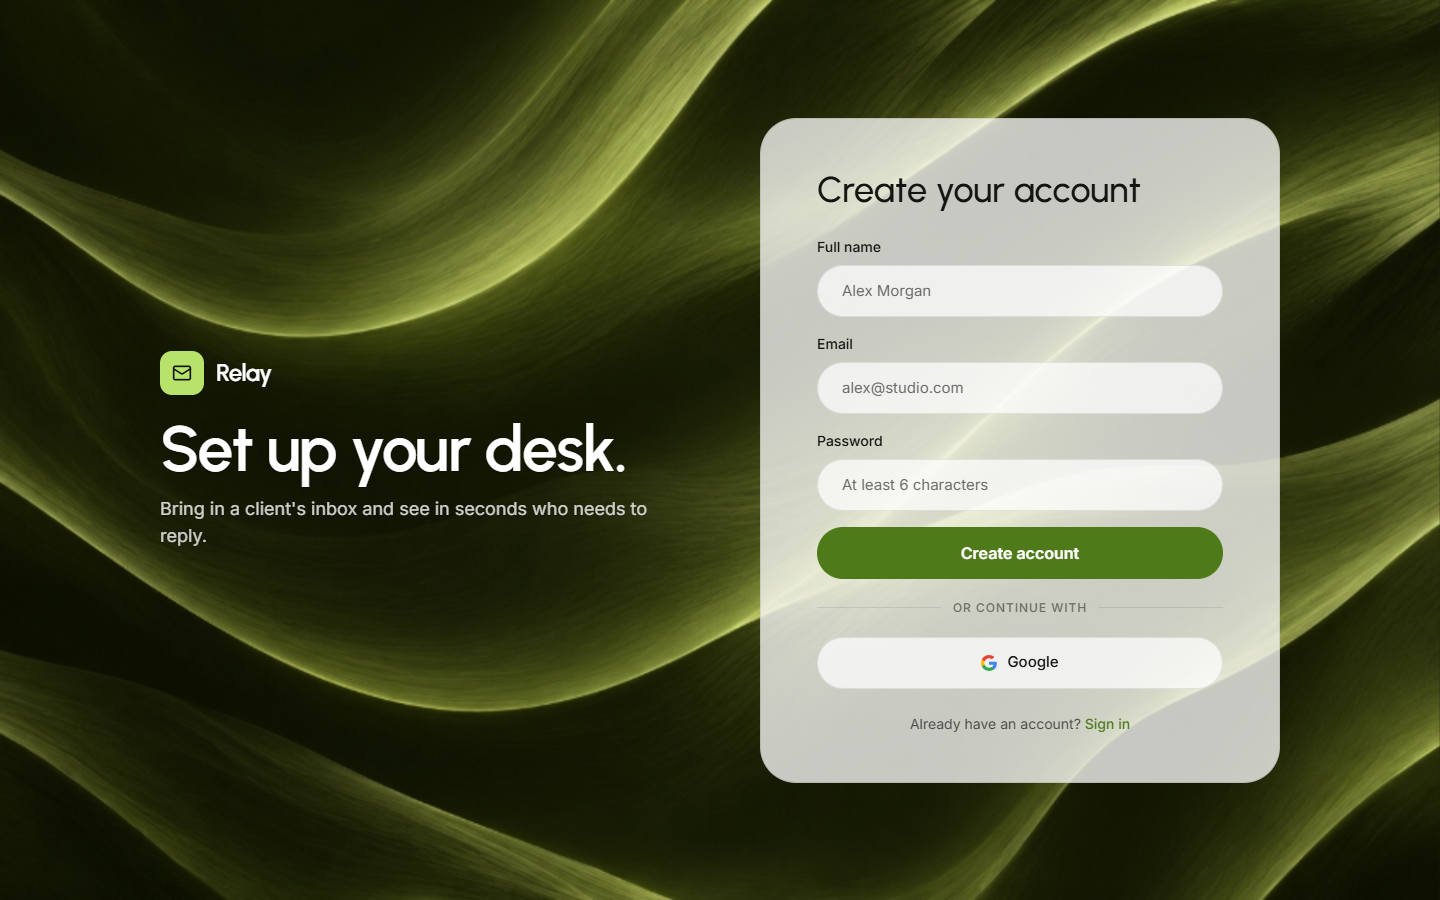 Relay
Set up your desk.
Bring in a client's inbox and see in seconds who needs to
reply.
Create your account
Full name
Alex Morgan
Email
alex@studio.com
Password
At least 6 characters
Create account
OR CONTINUE WITH
Google
Already have an account? Sign in